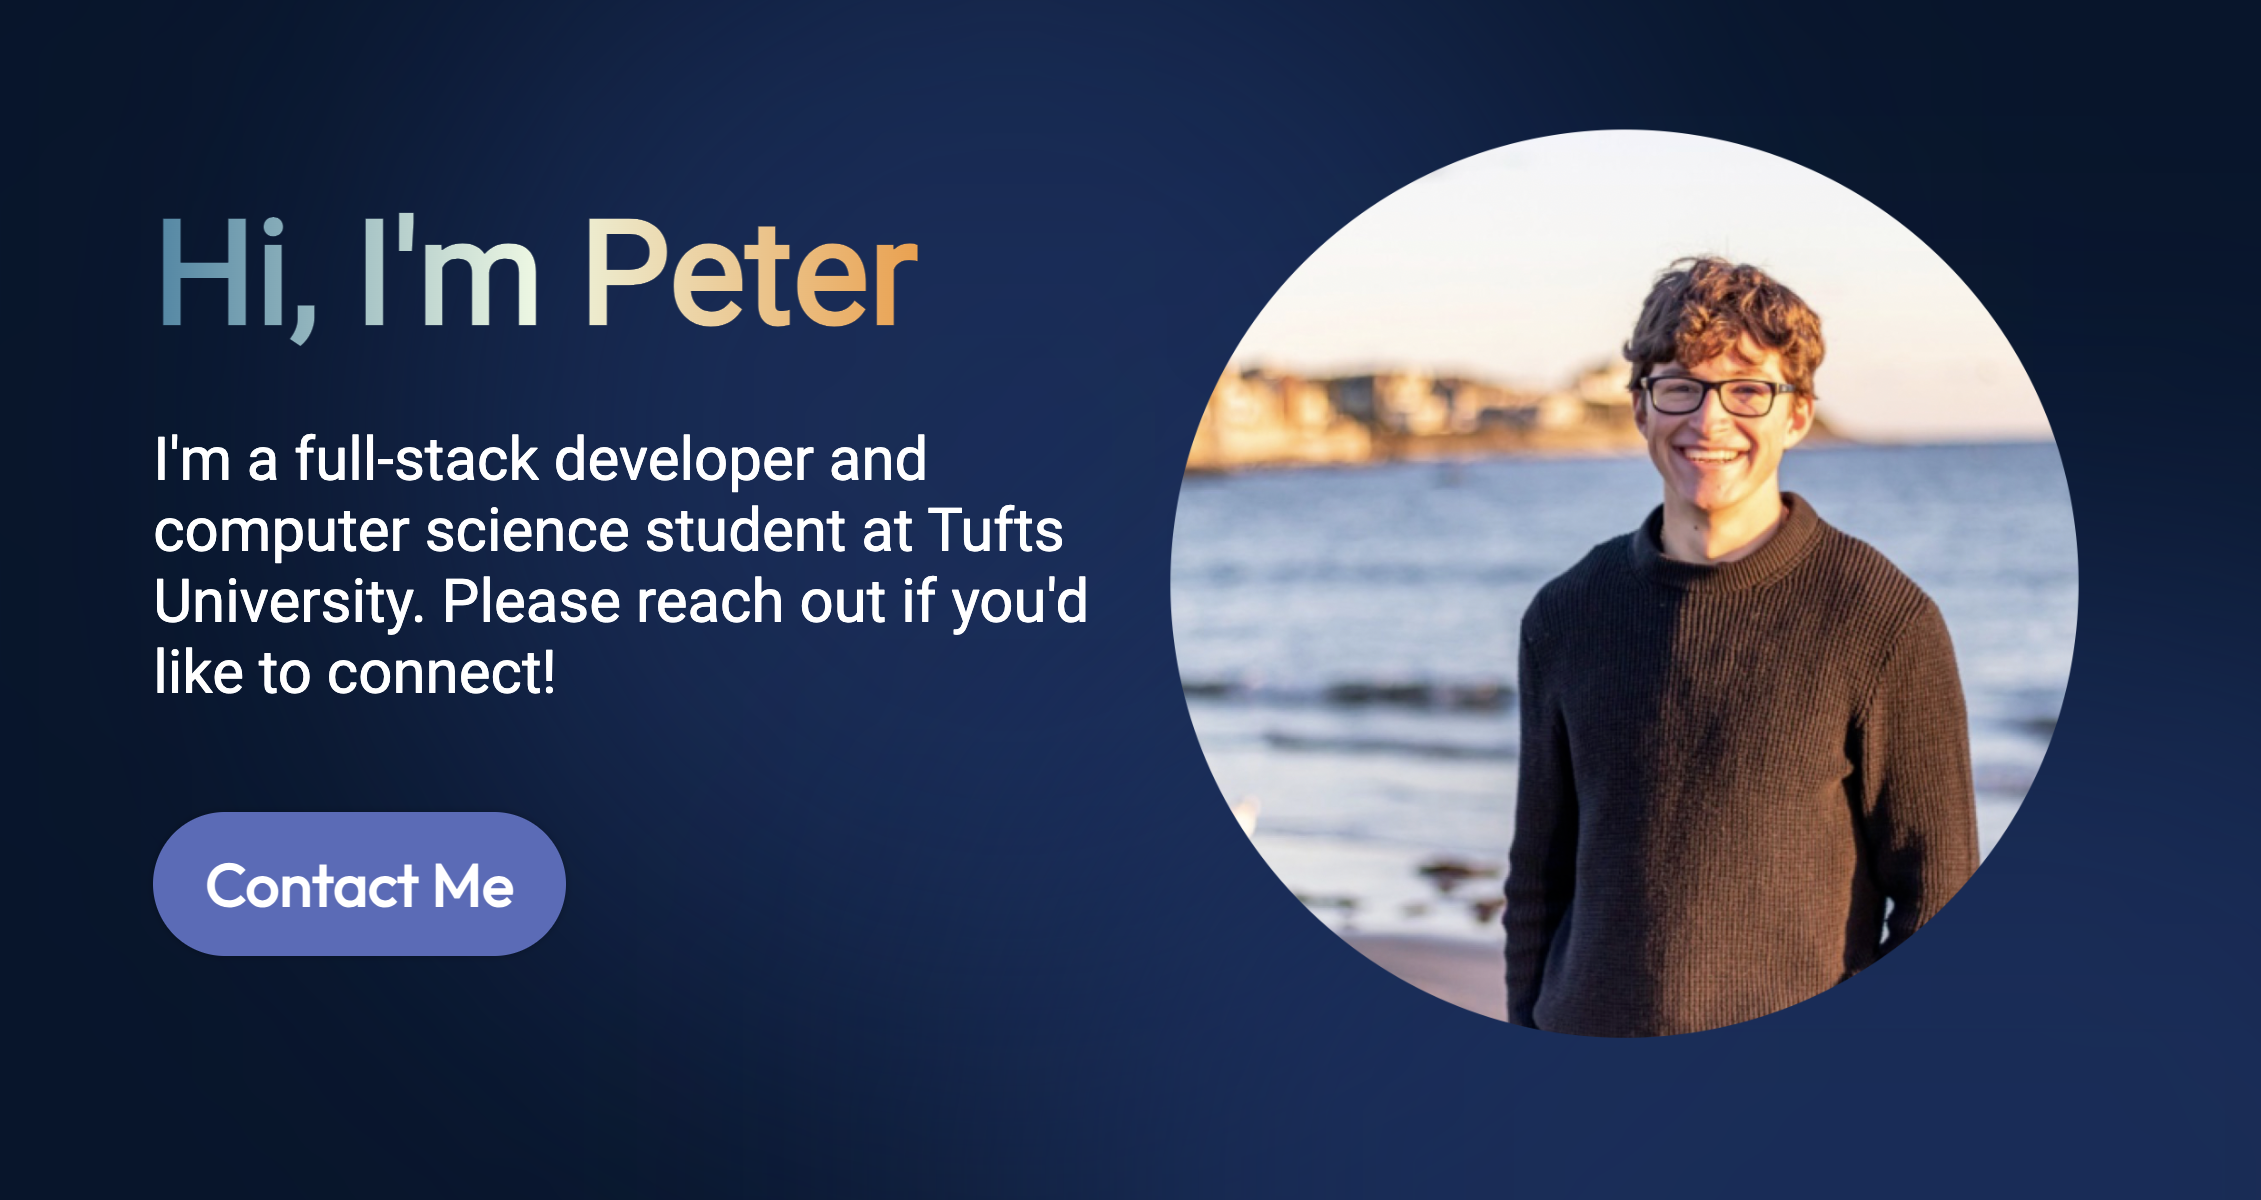 Hi, I'm Peter
I'm a full-stack developer and
computer science student at Tufts
University. Please reach out if you'd
like to connect!
Contact Me